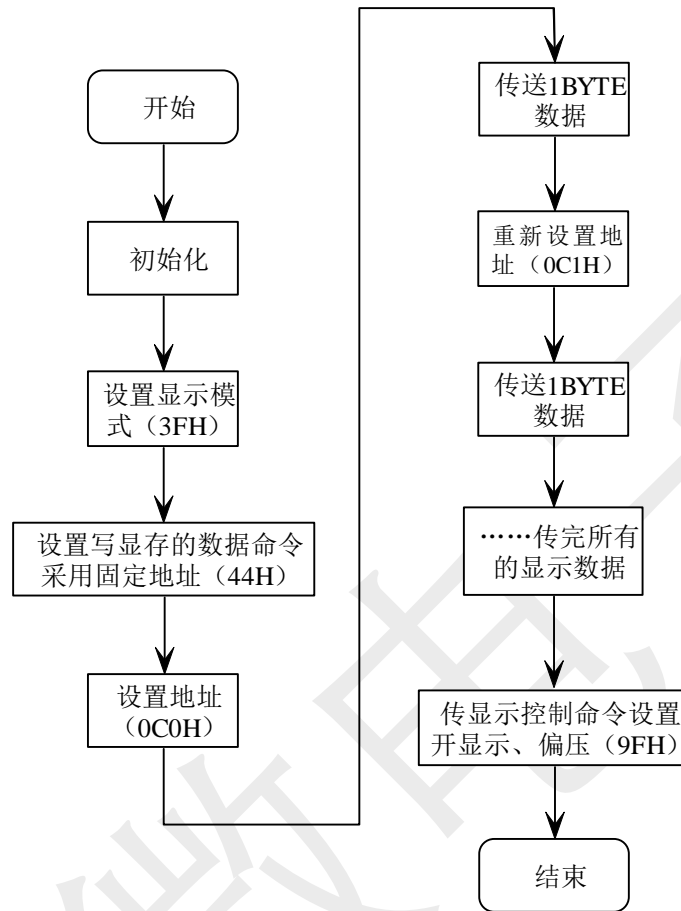 开始
初始化
设置显示模
式（3FH）
设置写显存的数据命令
采用固定地址（44H）
设置地址
（0C0H）
传送1BYTE
数据
重新设置地
址（0C1H）
传送1BYTE
数据
……传完所有
的显示数据
传显示控制命令设置
开显示、偏压（9FH）
结束